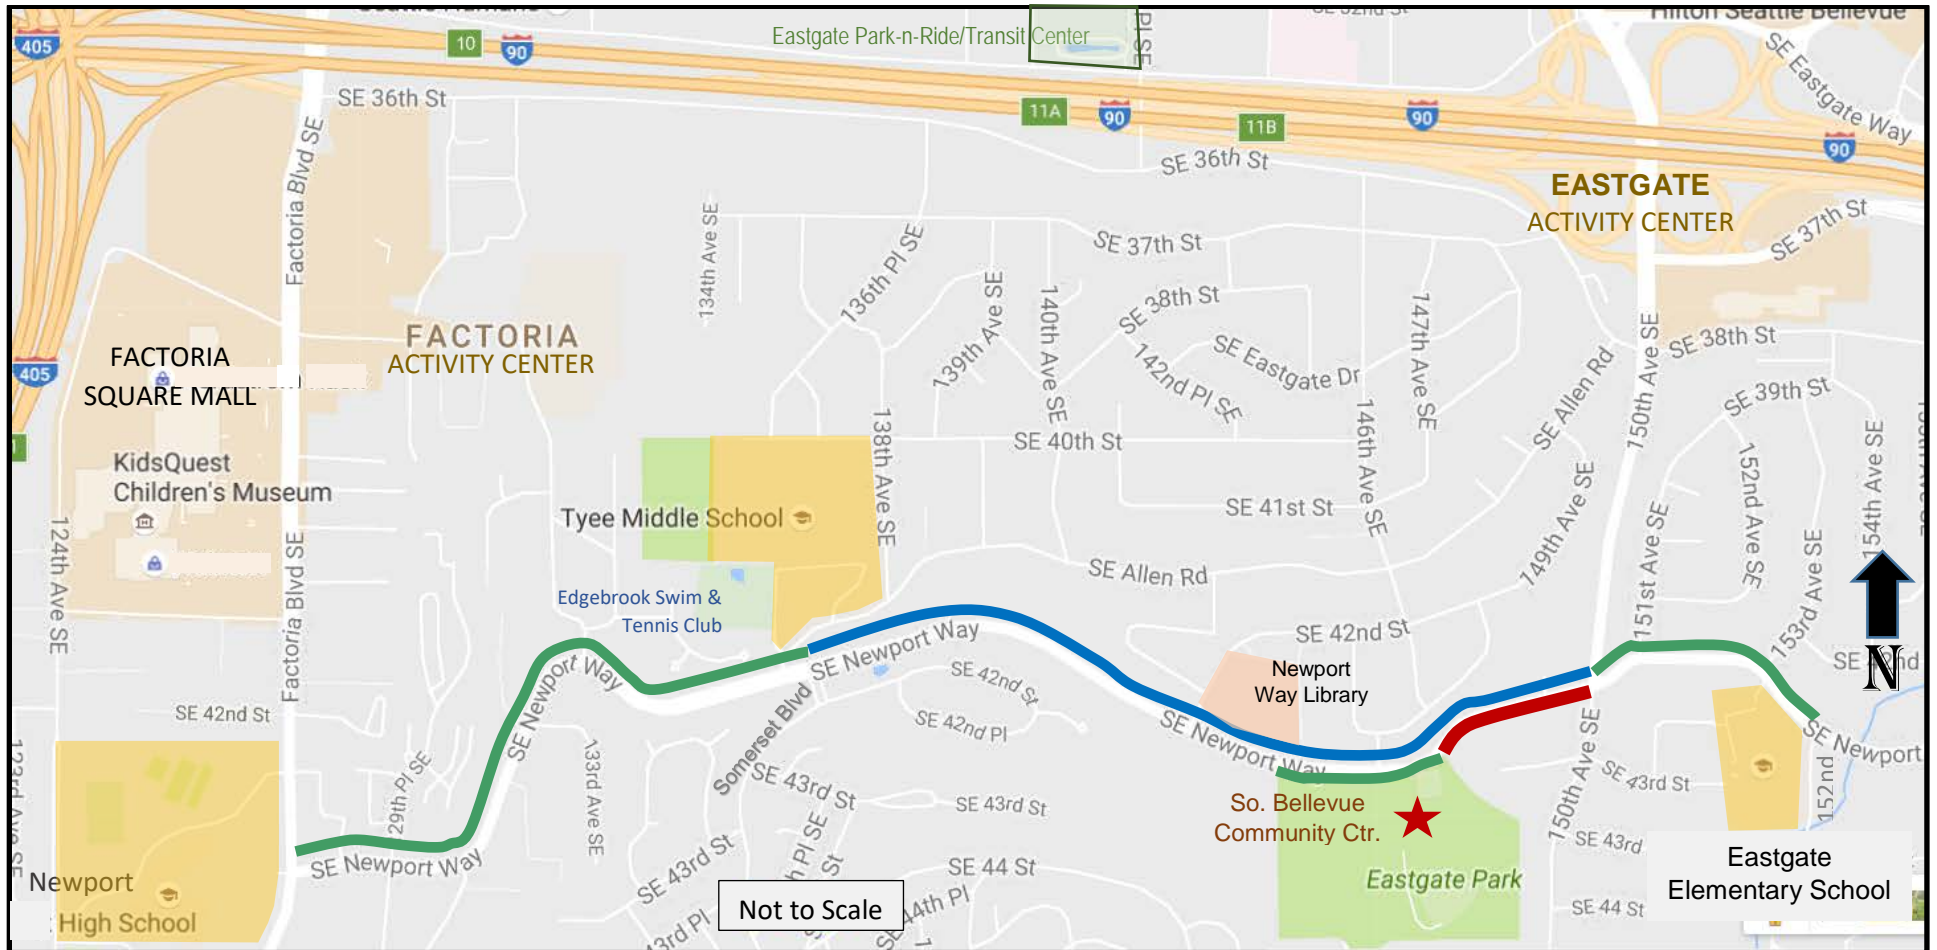 Eastgate Park-n-Ride/Transit Center
Hilton Seattle Bellevue
405
10
90
11A
90
11B
90
90
SE Eastgate Way
SE 36th St
SE 36th St
Factoria Blvd SE
EASTGATE
ACTIVITY CENTER
SE 37th St
134th Ave SE
136th Pl SE
SE 37th St
139th Ave SE
140th Ave SE
SE 38th St
142nd Pl SE
SE Eastgate Dr
147th Ave SE
146th Ave SE
SE Allen Rd
150th Ave SE
SE 38th St
SE 39th St
FACTORIA
ACTIVITY CENTER
FACTORIA
SQUARE MALL
405
KidsQuest
Children's Museum
138th Ave SE
SE 40th St
SE 41st St
149th Ave SE
151st Ave SE
152nd Ave SE
153rd Ave SE
154th Ave SE
Tyee Middle School
124th Ave SE
Factoria Blvd SE
SE Allen Rd
Edgebrook Swim &
Tennis Club
SE Newport Way
SE Newport Way
SE 42nd St
SE 42nd St
SE 42nd Pl
Somerset Blvd
Newport
Way Library
SE 42nd
N
SE 42nd St
SE Newport Way
SE Newport
123rd Ave SE
129th Pl SE
133rd Ave SE
SE 43rd St
SE 43rd St
150th Ave SE
SE 43rd St
152nd
So. Bellevue
Community Ctr.
SE Newport Way
SE 43rd St
SE 44 St
Eastgate Park
SE 43rd
Eastgate
Elementary School
Newport
High School
Not to Scale
43rd Pl
44th Pl
SE 44 St